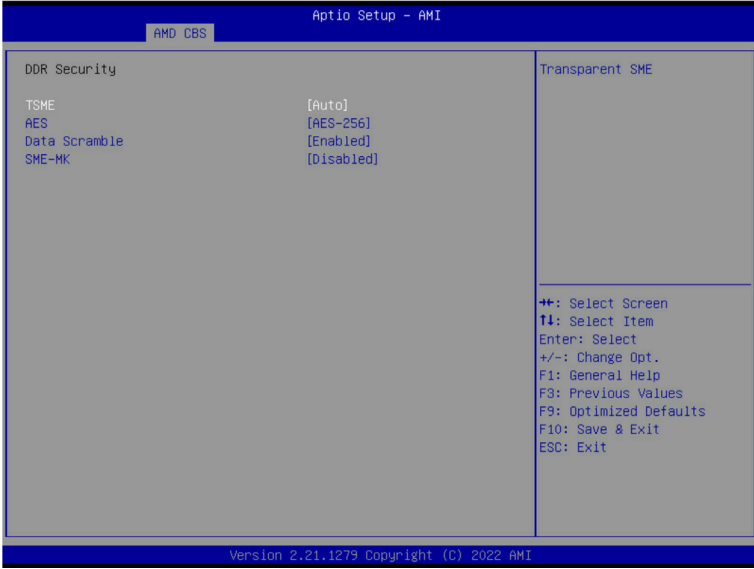 Aptio Setup – AMI
AMD CBS
DDR Security
TSME [Auto]
AES [AES-256]
Data Scramble [Enabled]
SME-MK [Disabled]
Transparent SME
→←: Select Screen
↑↓: Select Item
Enter: Select
+/-: Change Opt.
F1: General Help
F3: Previous Values
F9: Optimized Defaults
F10: Save & Exit
ESC: Exit
Version 2.21.1279 Copyright (C) 2022 AMI